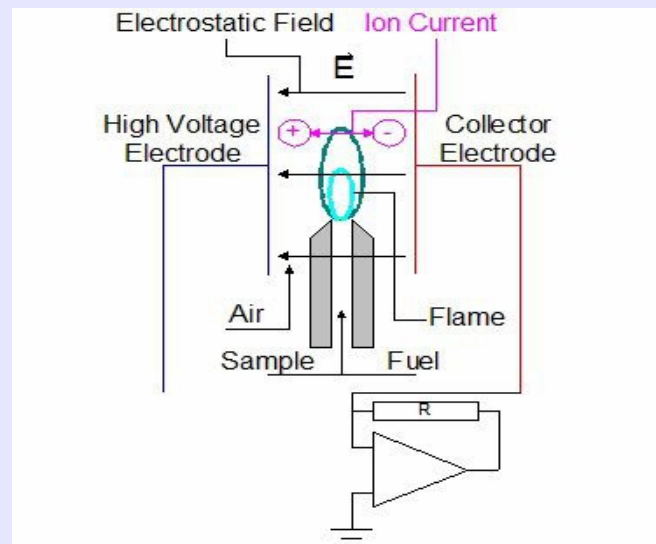 Electrostatic Field
Ion Current
E
High Voltage
Electrode
+
-
Collector
Electrode
Air
Flame
Sample
Fuel
R